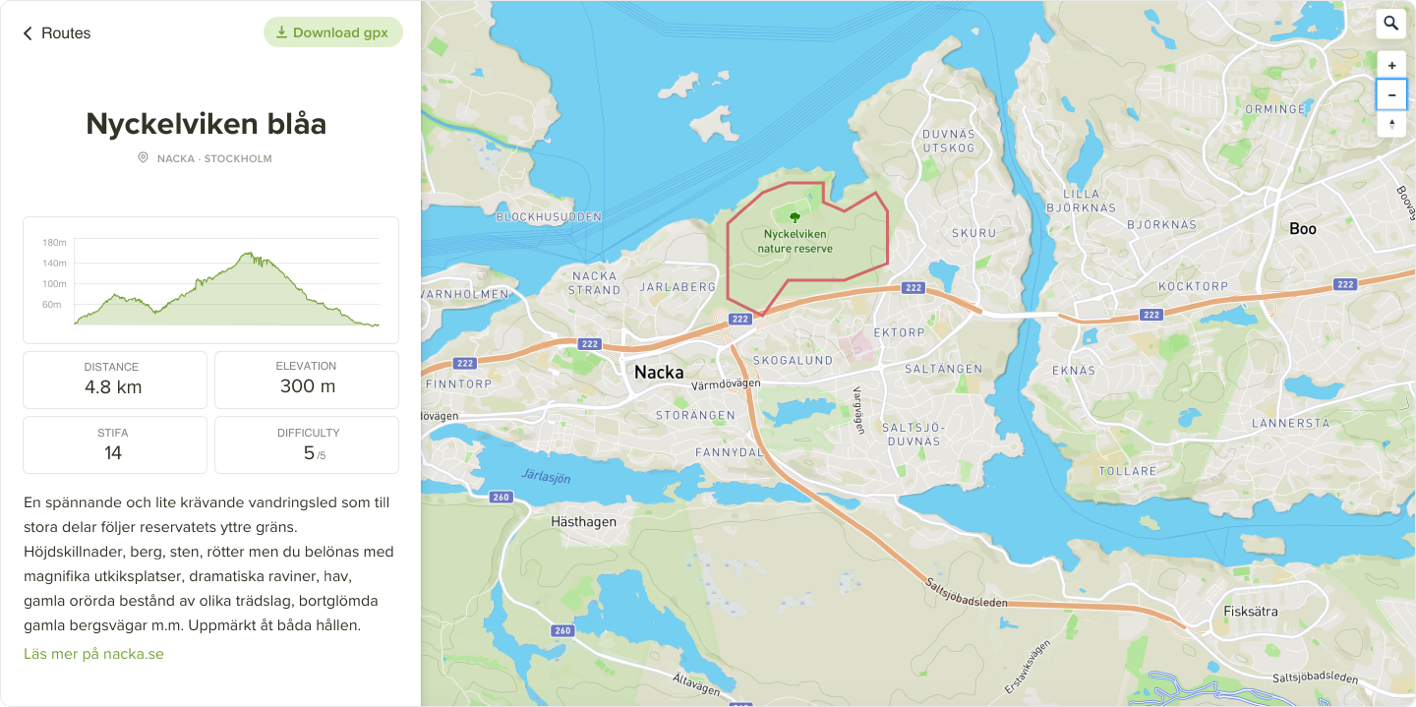 Routes
Download gpx
Nyckelviken blåa
NACKA · STOCKHOLM
180m
140m
100m
60m
DISTANCE
4.8 km
ELEVATION
300 m
STIFA
14
DIFFICULTY
5 /5
En spännande och lite krävande vandringsled som till
stora delar följer reservatets yttre gräns.
Höjdskillnader, berg, sten, rötter men du belönas med
magnifika utkiksplatser, dramatiska raviner, hav,
gamla orörda bestånd av olika trädslag, bortglömda
gamla bergsvägar m.m. Uppmärkt åt båda hållen.
Läs mer på nacka.se
+
-
ORMINGE
DUVNÄS
UTSKOG
LILLA
BJÖRKNÄS
BJÖRKNÄS
Booväg
Boo
BLOCKHUSUDDEN
Nyckelviken
nature reserve
SKURU
NACKA
STRAND
JARLABERG
VARNHOLMEN
222
KOCKTORP
222
222
222
222
222
EKTORP
SKOGALUND
SALTÄNGEN
EKNÄS
Nacka
Värmdövägen
FINNTORP
dövägen
STORÄNGEN
Vargvägen
SALTSJÖ-
DUVNÄS
LÄNNERSTA
FANNYDAL
TOLLARE
Järlasjön
260
Hästhagen
Saltsjöbadsleden
Fisksätra
260
Erstaviksvägen
Ältavägen
Saltsjöbadsleden